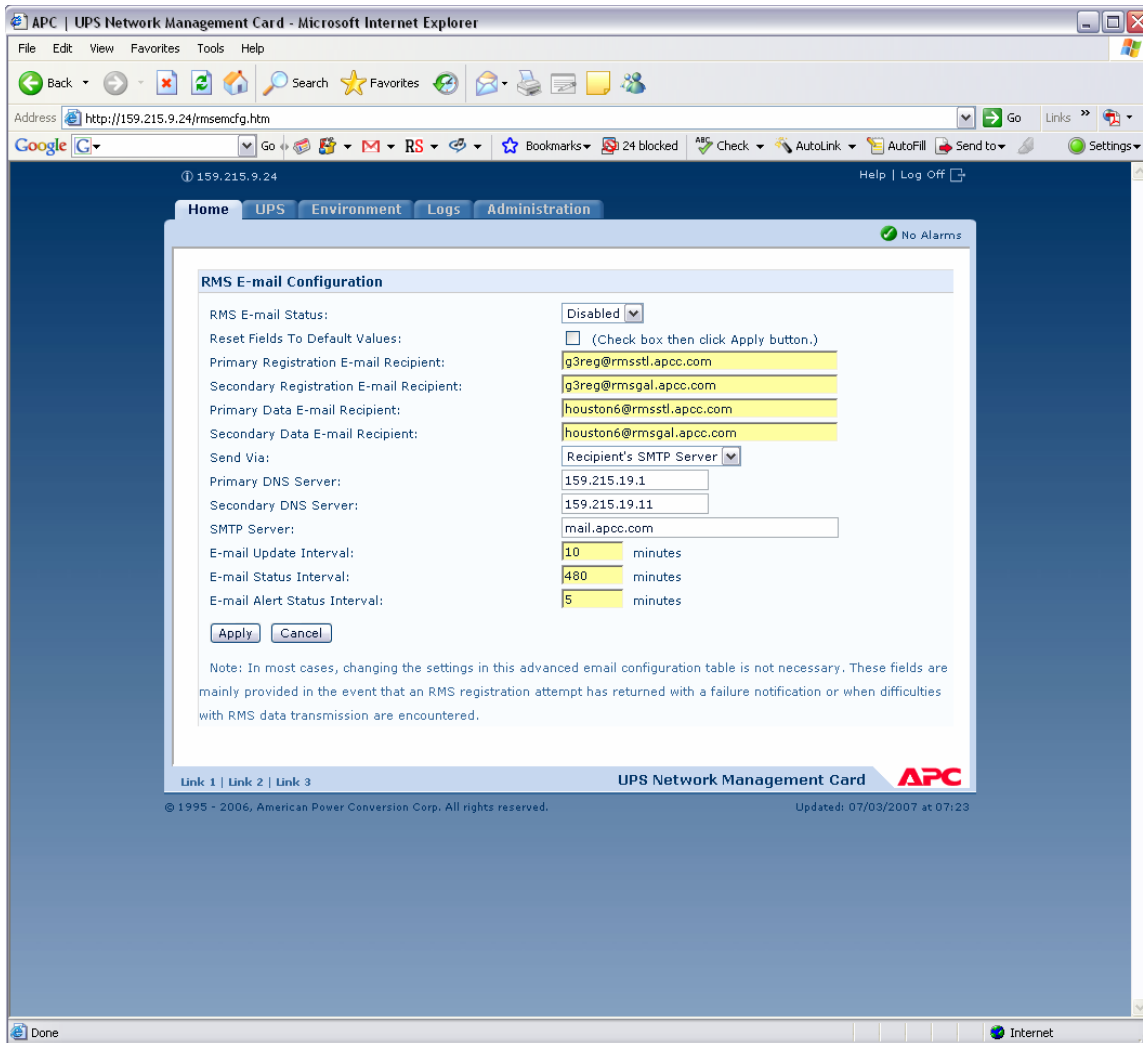 APC | UPS Network Management Card - Microsoft Internet Explorer
File Edit View Favorites Tools Help
Back Search Favorites
Address http://159.215.9.24/rmsemcfg.htm Go Links »
Google G Go RS Bookmarks 24 blocked ABC Check AutoLink AutoFill Send to Settings
159.215.9.24 Help | Log Off
Home UPS Environment Logs Administration
No Alarms
RMS E-mail Configuration
RMS E-mail Status: Disabled
Reset Fields To Default Values: (Check box then click Apply button.)
Primary Registration E-mail Recipient: g3reg@rmsstl.apcc.com
Secondary Registration E-mail Recipient: g3reg@rmsgal.apcc.com
Primary Data E-mail Recipient: houston6@rmsstl.apcc.com
Secondary Data E-mail Recipient: houston6@rmsgal.apcc.com
Send Via: Recipient's SMTP Server
Primary DNS Server: 159.215.19.1
Secondary DNS Server: 159.215.19.11
SMTP Server: mail.apcc.com
E-mail Update Interval: 10 minutes
E-mail Status Interval: 480 minutes
E-mail Alert Status Interval: 5 minutes
Apply Cancel
Note: In most cases, changing the settings in this advanced email configuration table is not necessary. These fields are
mainly provided in the event that an RMS registration attempt has returned with a failure notification or when difficulties
with RMS data transmission are encountered.
Link 1 | Link 2 | Link 3 UPS Network Management Card APC
© 1995 - 2006, American Power Conversion Corp. All rights reserved. Updated: 07/03/2007 at 07:23
Done Internet